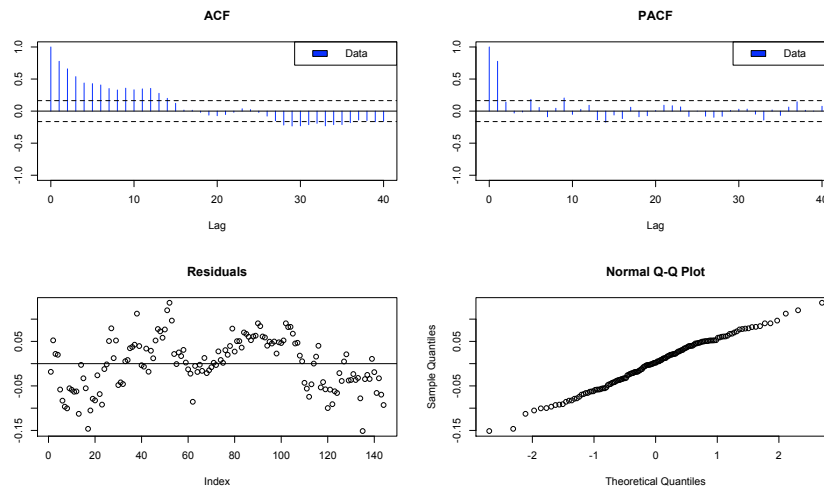 ACF
Data
1.0
0.5
0.0
-0.5
-1.0
0 10 20 30 40
Lag
PACF
Data
1.0
0.5
0.0
-0.5
-1.0
0 10 20 30 40
Lag
Residuals
0.05
-0.05
-0.15
0 20 40 60 80 100 120 140
Index
Normal Q-Q Plot
Sample Quantiles
0.05
-0.05
-0.15
-2 -1 0 1 2
Theoretical Quantiles